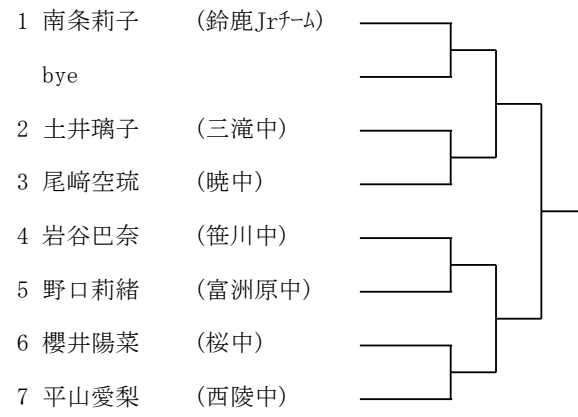 1 南条莉子 (鈴鹿Jrﾁｰﾑ)
bye
2 土井璃子 (三滝中)
3 尾﨑空琉 (暁中)
4 岩谷巴奈 (笹川中)
5 野口莉緒 (富洲原中)
6 櫻井陽菜 (桜中)
7 平山愛梨 (西陵中)